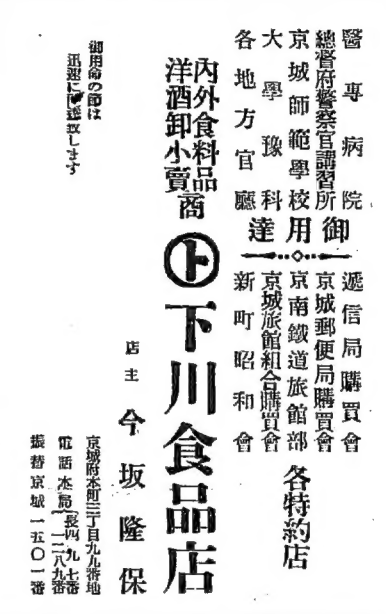 醫專病院
總督府警察官講習所
京城師範學校
大學豫科
各地方官廳
御用達
遞信局購買會
京城郵便局購買會
京南鐵道旅館部
京城旅館組合購買會
新町昭和會
各特約店
內外食料品
洋酒卸小賣商
ト
下川食品店
店主 今坂隆保
御用命の節は
迅速に御送致します
京城府本町三丁目九九番地
電話本局 長四九七番 一一八九番
振替京城一五〇一番